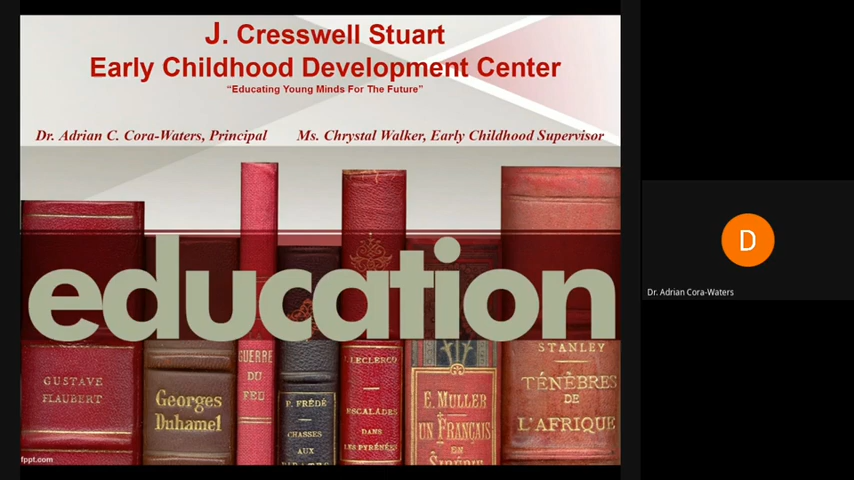 J. Cresswell Stuart
Early Childhood Development Center
“Educating Young Minds For The Future”
Dr. Adrian C. Cora-Waters, Principal
Ms. Chrystal Walker, Early Childhood Supervisor
education
GUSTAVE
FLAUBERT
Georges
Duhamel
GUERRE
DU
FEU
P. FRÉDÉ
CHASSES
AUX
J. LECLERCQ
ESCALADES
DANS
LES PYRÉNÉES
E. MULLER
UN FRANÇAIS
EN
STANLEY
TÉNÈBRES
DE
L'AFRIQUE
fppt.com
D
Dr. Adrian Cora-Waters